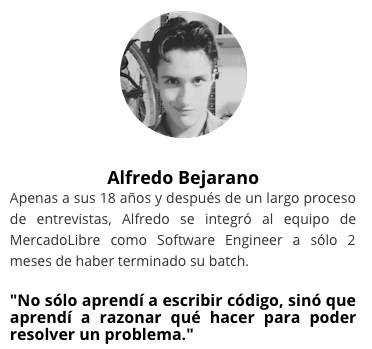 Alfredo Bejarano
Apenas a sus 18 años y después de un largo proceso
de entrevistas, Alfredo se integró al equipo de
MercadoLibre como Software Engineer a sólo 2
meses de haber terminado su batch.
"No sólo aprendí a escribir código, sinó que
aprendí a razonar qué hacer para poder
resolver un problema."